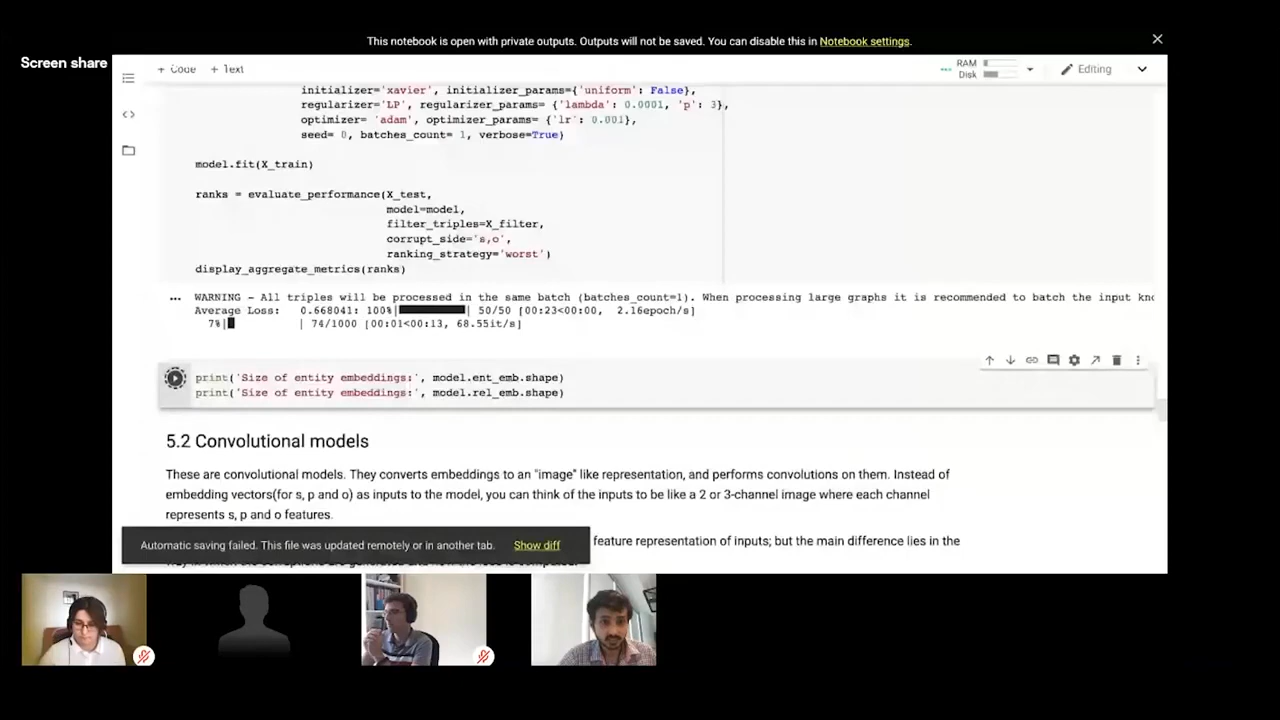 This notebook is open with private outputs. Outputs will not be saved. You can disable this in Notebook settings.
Screen share
+ Code + Text
RAM
Disk
Editing
initializer='xavier', initializer_params={'uniform': False},
regularizer='LP', regularizer_params= {'lambda': 0.0001, 'p': 3},
optimizer= 'adam', optimizer_params= {'lr': 0.001},
seed= 0, batches_count= 1, verbose=True)
model.fit(X_train)
ranks = evaluate_performance(X_test,
model=model,
filter_triples=X_filter,
corrupt_side='s,o',
ranking_strategy='worst')
display_aggregate_metrics(ranks)
WARNING - All triples will be processed in the same batch (batches_count=1). When processing large graphs it is recommended to batch the input kno
Average Loss: 0.668041: 100%| | 50/50 [00:23<00:00, 2.16epoch/s]
7%| | 74/1000 [00:01<00:13, 68.55it/s]
print('Size of entity embeddings:', model.ent_emb.shape)
print('Size of entity embeddings:', model.rel_emb.shape)
5.2 Convolutional models
These are convolutional models. They converts embeddings to an "image" like representation, and performs convolutions on them. Instead of
embedding vectors(for s, p and o) as inputs to the model, you can think of the inputs to be like a 2 or 3-channel image where each channel
represents s, p and o features.
feature representation of inputs; but the main difference lies in the
Automatic saving failed. This file was updated remotely or in another tab. Show diff